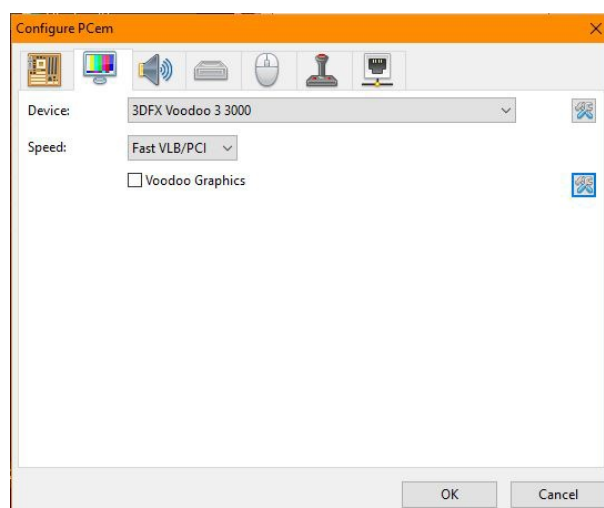 Configure PCem
Device: 3DFX Voodoo 3 3000
Speed: Fast VLB/PCI
Voodoo Graphics
OK Cancel